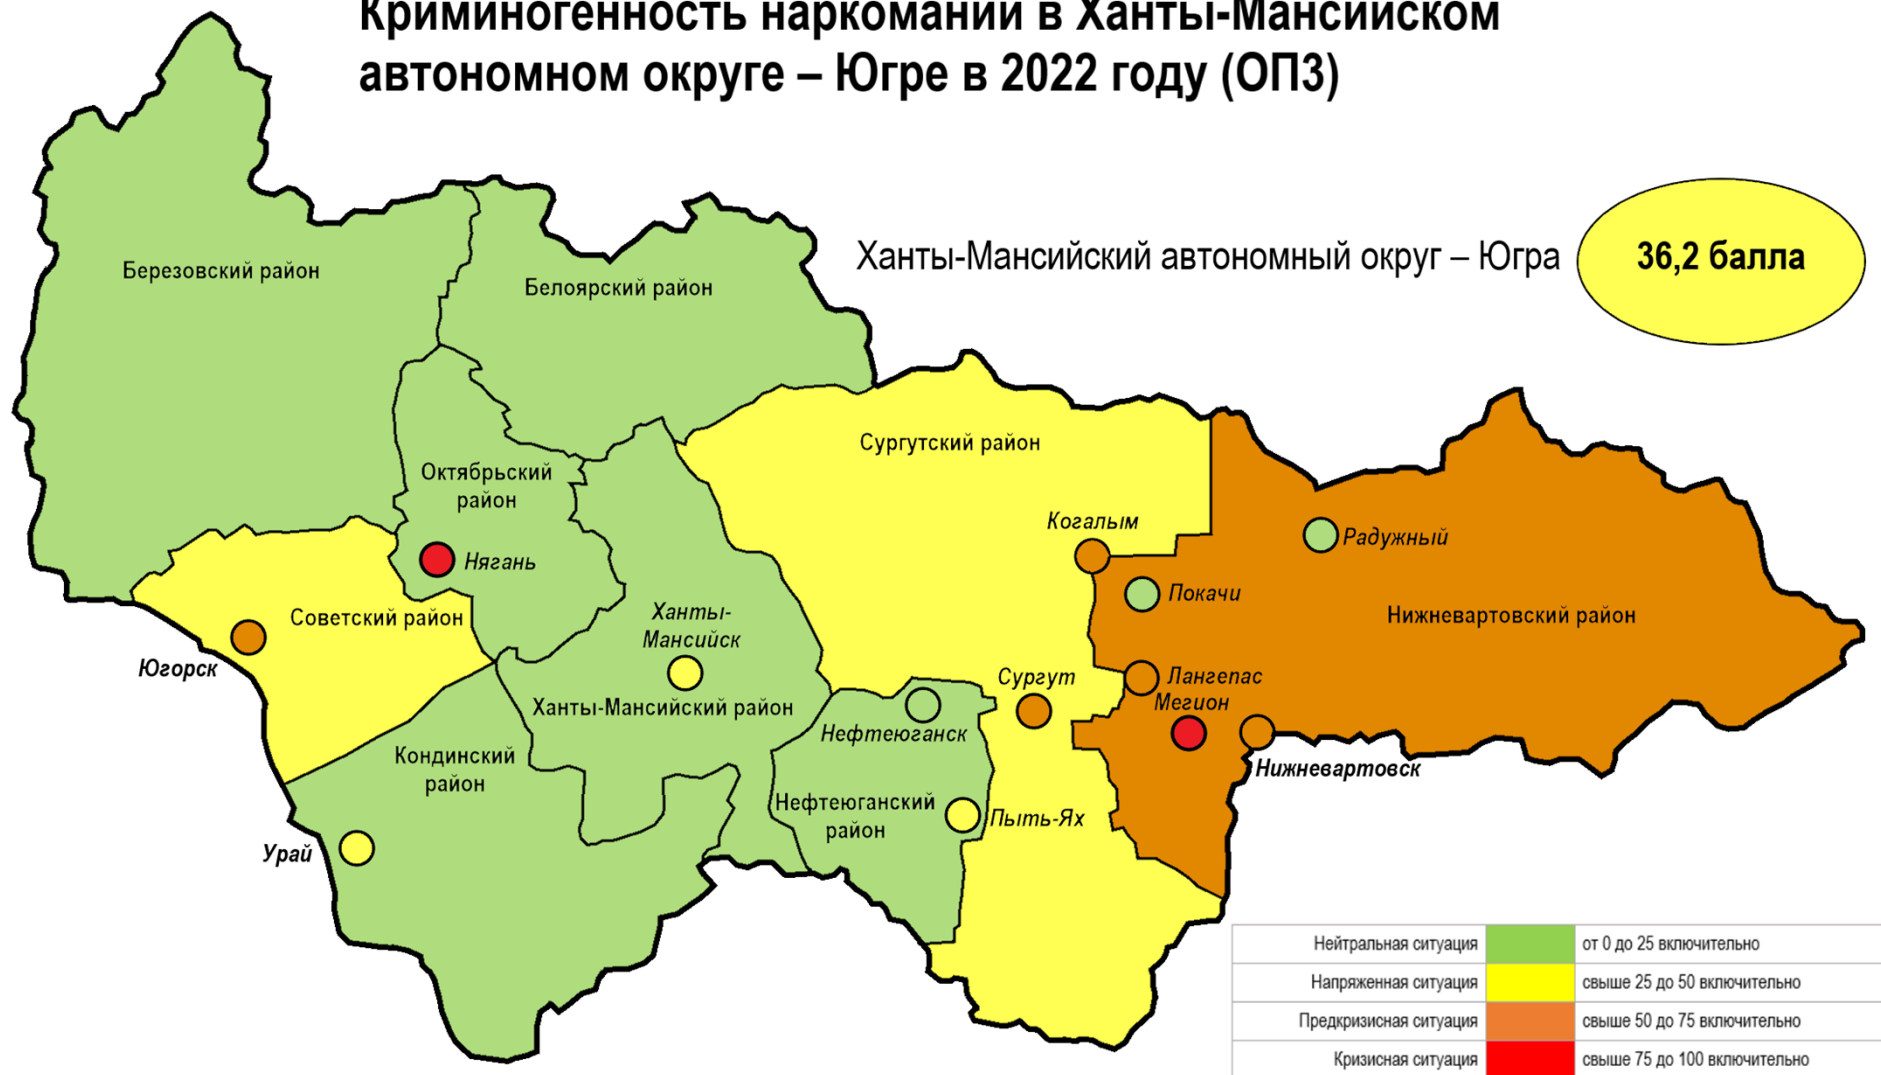 Криминогенность наркомании в Ханты-Мансийском
автономном округе – Югре в 2022 году (ОП3)
Ханты-Мансийский автономный округ – Югра
36,2 балла
Березовский район
Белоярский район
Сургутский район
Октябрьский
район
Когалым
Радужный
Нягань
Покачи
Ханты-
Мансийск
Советский район
Нижневартовский район
Югорск
Сургут
Лангепас
Мегион
Ханты-Мансийский район
Нефтеюганск
Кондинский
район
Нижневартовск
Нефтеюганский
район
Пыть-Ях
Урай
Нейтральная ситуация от 0 до 25 включительно
Напряженная ситуация свыше 25 до 50 включительно
Предкризисная ситуация свыше 50 до 75 включительно
Кризисная ситуация свыше 75 до 100 включительно